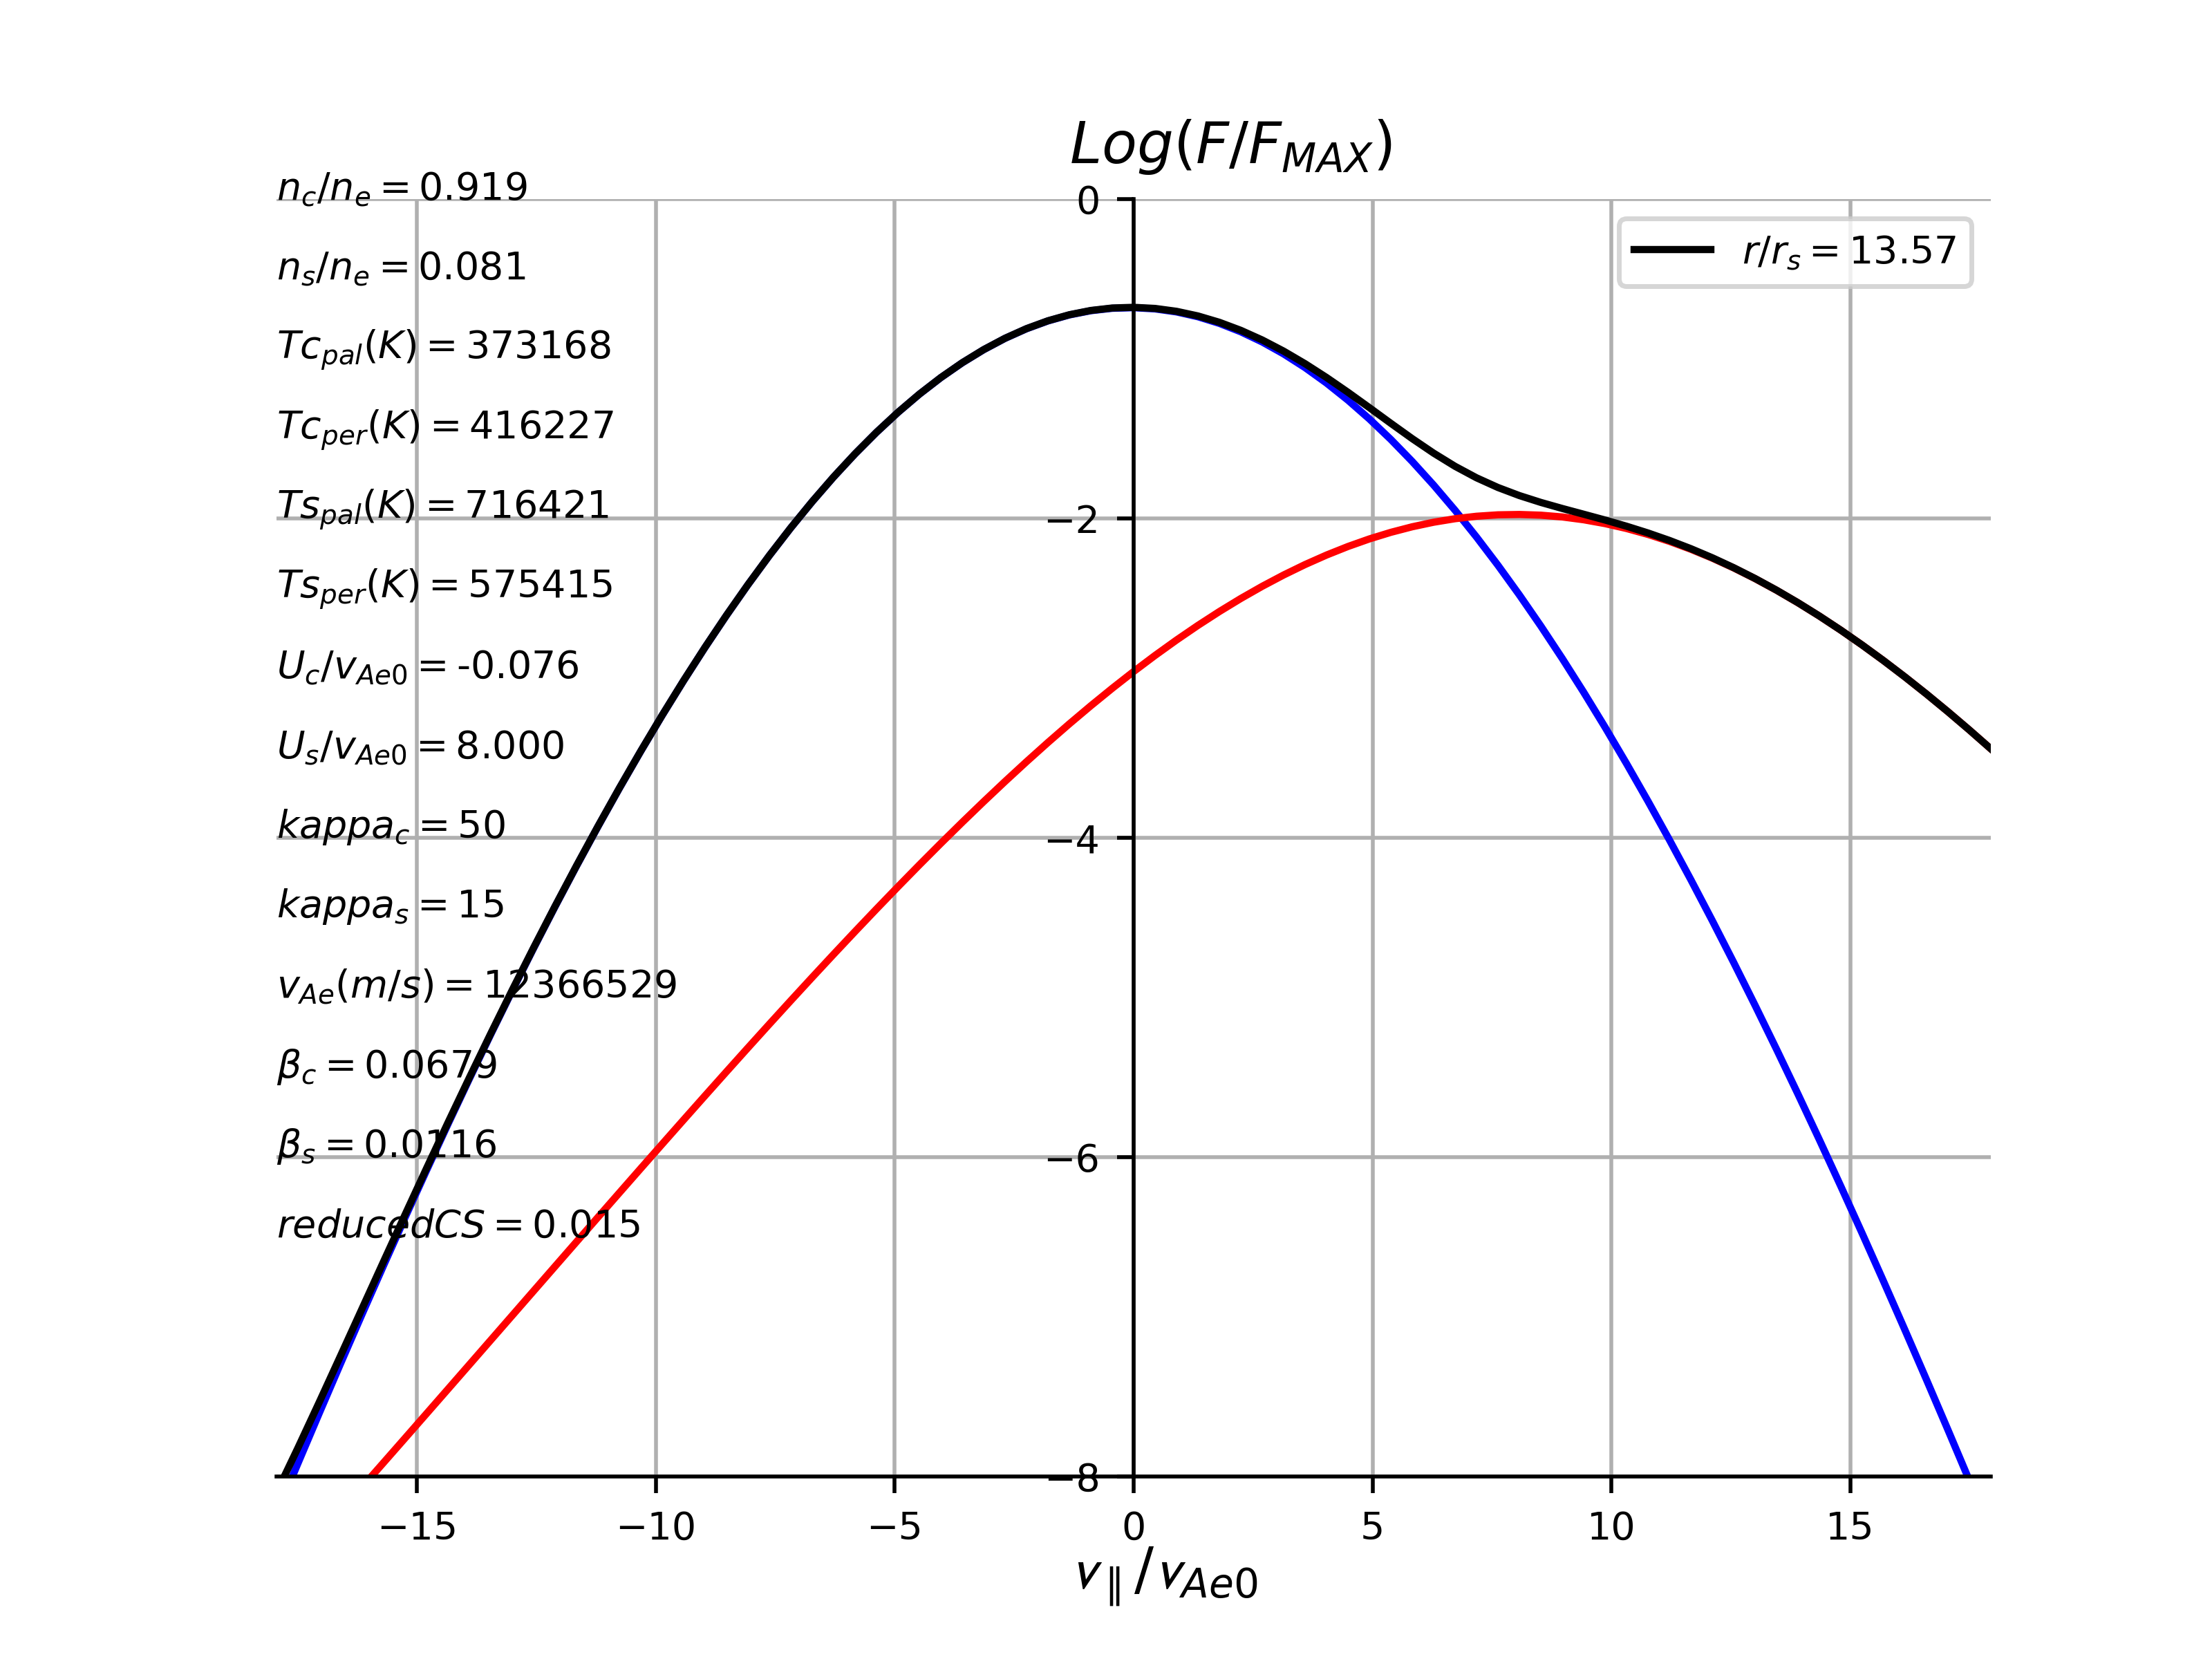 Log(F/F_MAX)
n_c/n_e = 0.919
0
r/r_s = 13.57
n_s/n_e = 0.081
Tc_pal(K) = 373168
Tc_per(K) = 416227
Ts_pal(K) = 716421
−2
Ts_per(K) = 575415
U_c/v_Ae0 = -0.076
U_s/v_Ae0 = 8.000
kappa_c = 50
−4
kappa_s = 15
v_Ae(m/s) = 12366529
β_c = 0.0679
β_s = 0.0116
−6
reducedCS = 0.015
−8
−15 −10 −5 0 5 10 15
v_∥/v_Ae0